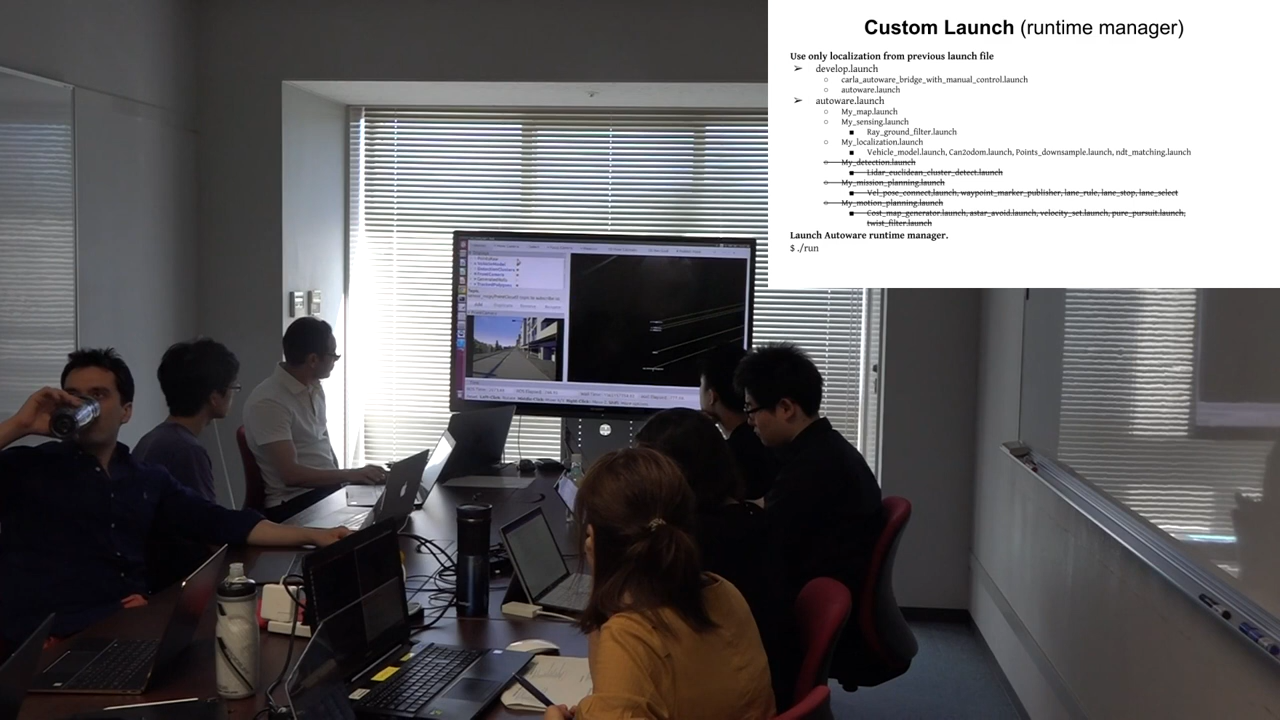 Custom Launch (runtime manager)
Use only localization from previous launch file
➢ develop.launch
○ carla_autoware_bridge_with_manual_control.launch
○ autoware.launch
➢ autoware.launch
○ My_map.launch
○ My_sensing.launch
■ Ray_ground_filter.launch
○ My_localization.launch
■ Vehicle_model.launch, Can2odom.launch, Points_downsample.launch, ndt_matching.launch
○ My_detection.launch
■ Lidar_euclidean_cluster_detect.launch
○ My_mission_planning.launch
■ Vel_pose_connect.launch, waypoint_marker_publisher, lane_rule, lane_stop, lane_select
○ My_motion_planning.launch
■ Cost_map_generator.launch, astar_avoid.launch, velocity_set.launch, pure_pursuit.launch,
twist_filter.launch
Launch Autoware runtime manager.
$ ./run